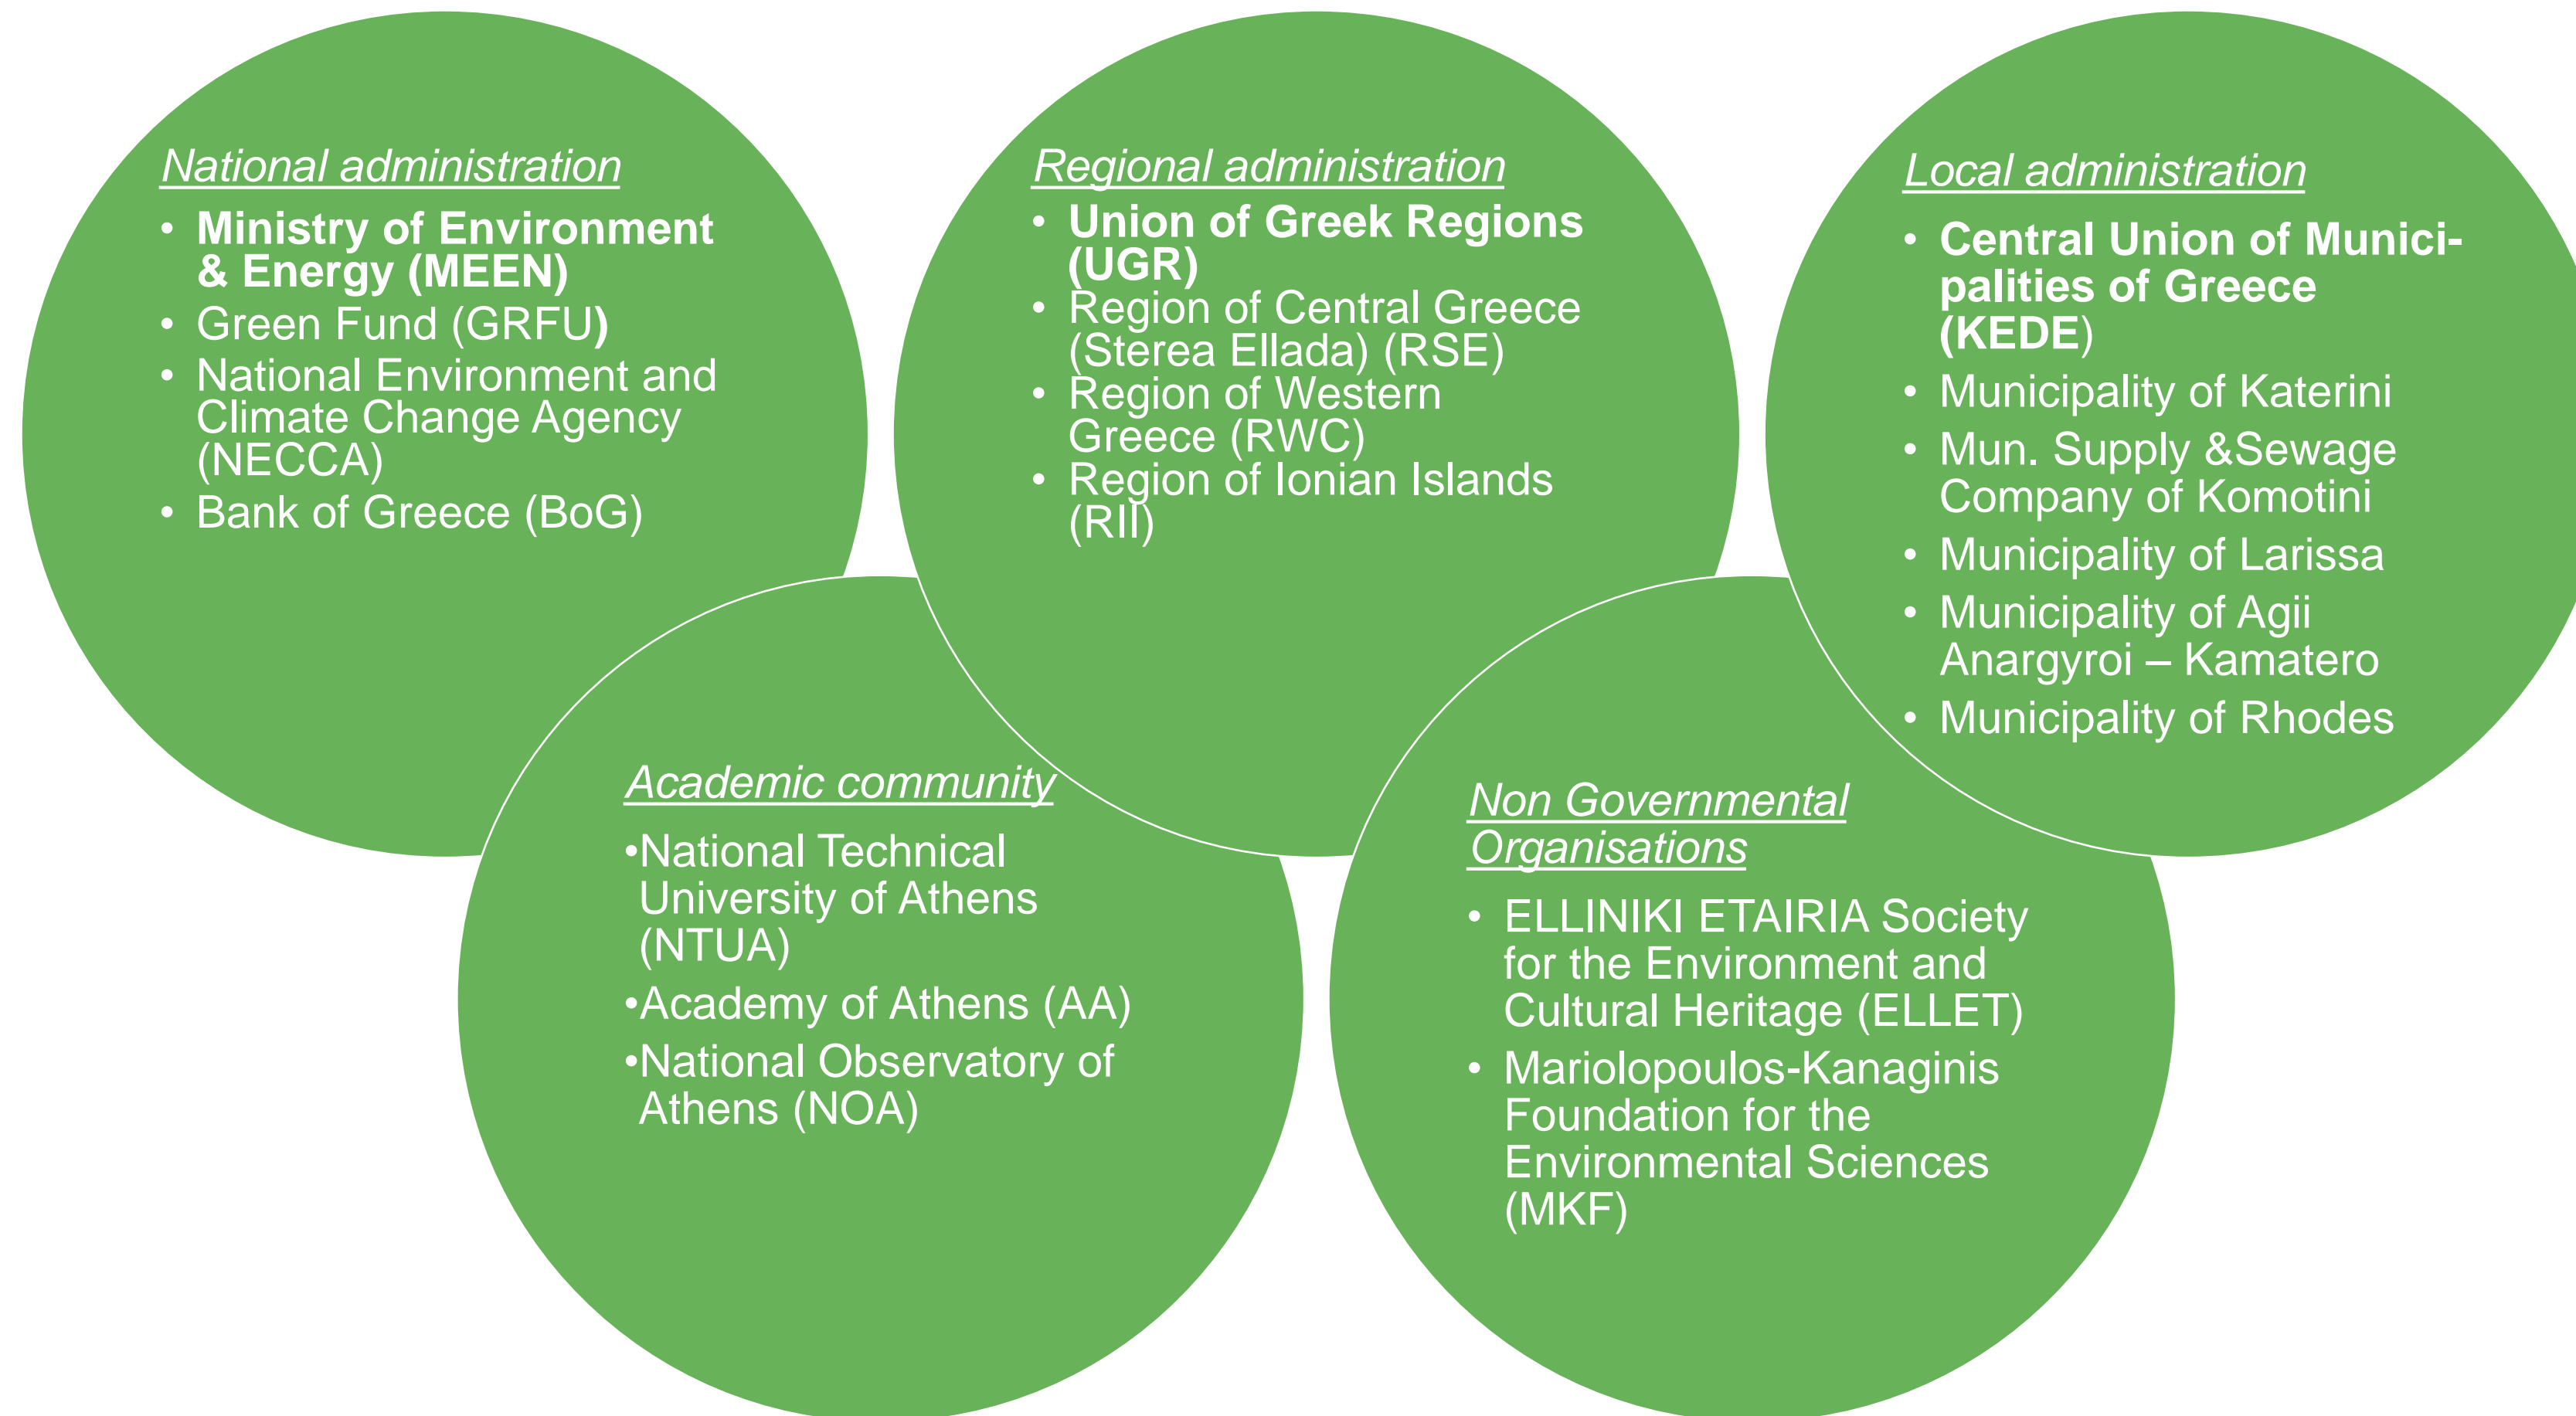 National administration
• Ministry of Environment
& Energy (MEEN)
• Green Fund (GRFU)
• National Environment and
Climate Change Agency
(NECCA)
• Bank of Greece (BoG)
Regional administration
• Union of Greek Regions
(UGR)
• Region of Central Greece
(Sterea Ellada) (RSE)
• Region of Western
Greece (RWC)
• Region of Ionian Islands
(RII)
Local administration
• Central Union of Munici-
palities of Greece
(KEDE)
• Municipality of Katerini
• Mun. Supply &Sewage
Company of Komotini
• Municipality of Larissa
• Municipality of Agii
Anargyroi – Kamatero
• Municipality of Rhodes
Academic community
•National Technical
University of Athens
(NTUA)
•Academy of Athens (AA)
•National Observatory of
Athens (NOA)
Non Governmental
Organisations
• ELLINIKI ETAIRIA Society
for the Environment and
Cultural Heritage (ELLET)
• Mariolopoulos-Kanaginis
Foundation for the
Environmental Sciences
(MKF)